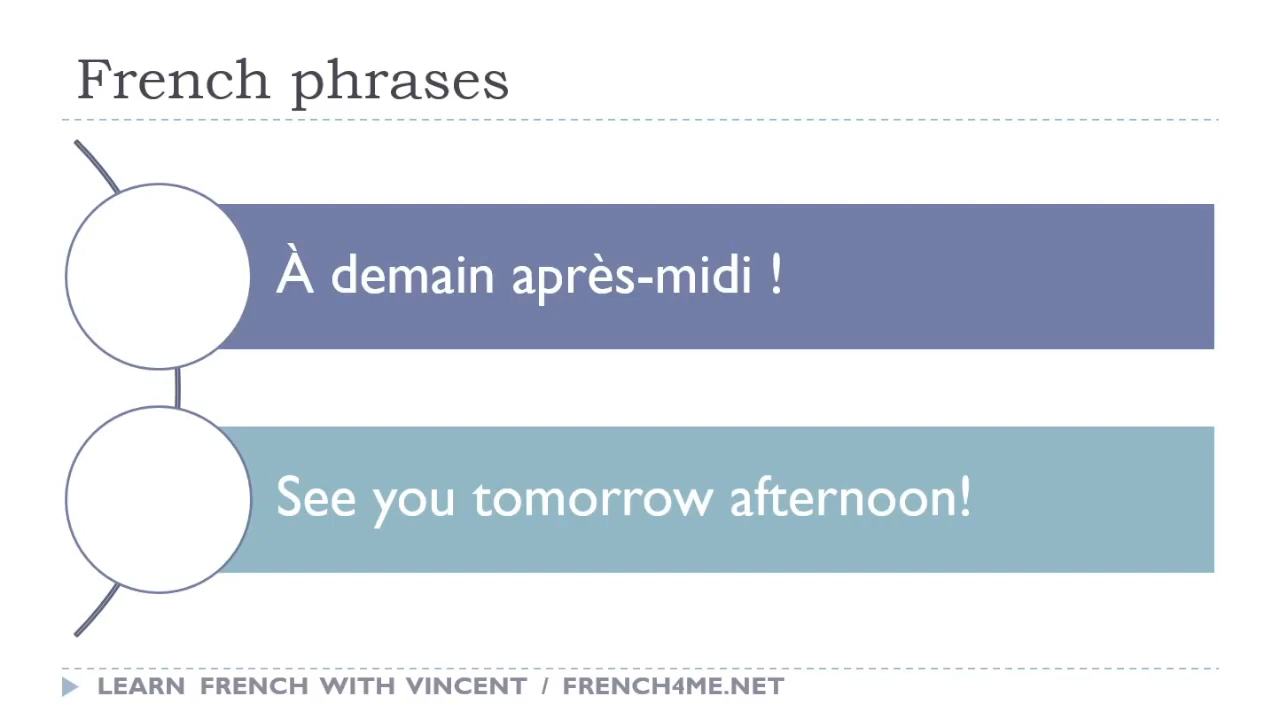 French phrases
À demain après-midi !
See you tomorrow afternoon!
LEARN FRENCH WITH VINCENT / FRENCH4ME.NET